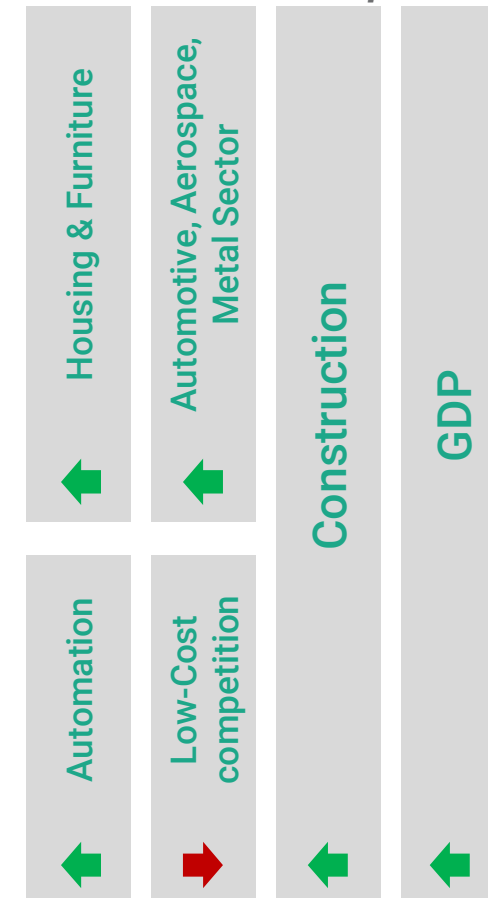 Automation
Housing & Furniture
Low-Cost
competition
Automotive, Aerospace,
Metal Sector
Construction
GDP